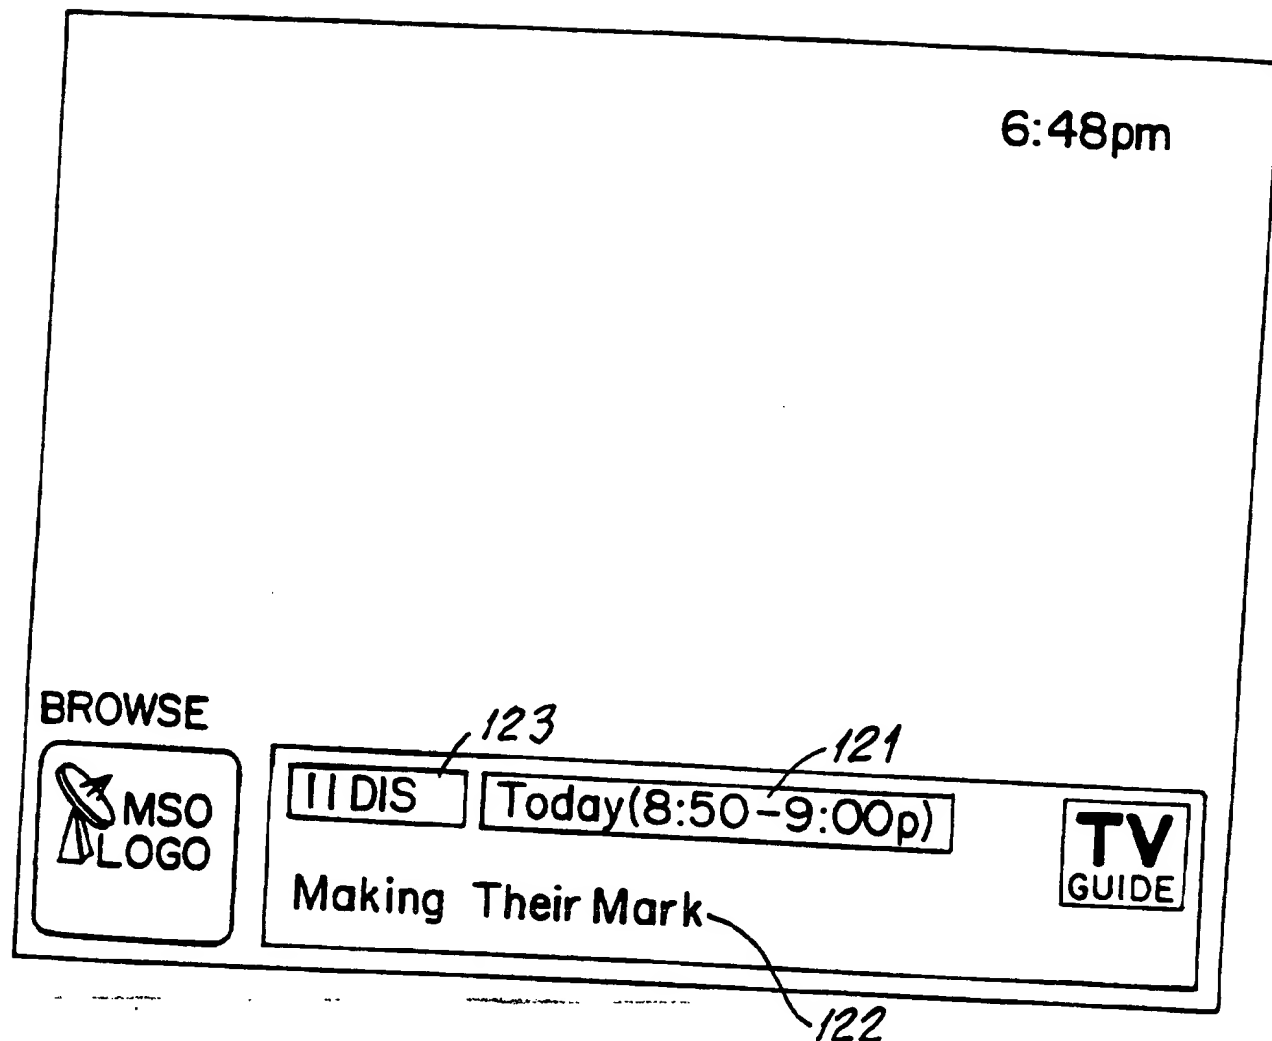 6:48pm
BROWSE
123
121
11 DIS
Today(8:50-9:00p)
MSO
LOGO
TV
GUIDE
Making Their Mark
122